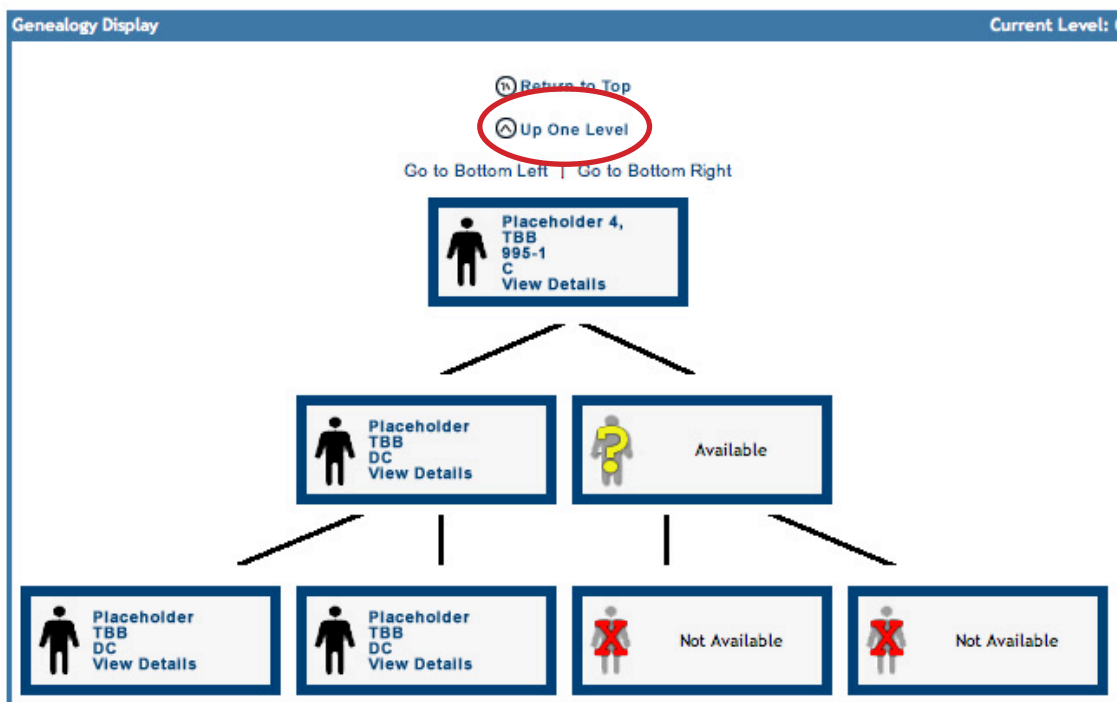 Genealogy Display
Current Level:
Return to Top
Up One Level
Go to Bottom Left | Go to Bottom Right
Placeholder 4,
TBB
995-1
C
View Details
Placeholder
TBB
DC
View Details
?
Available
Placeholder
TBB
DC
View Details
Placeholder
TBB
DC
View Details
X
Not Available
X
Not Available